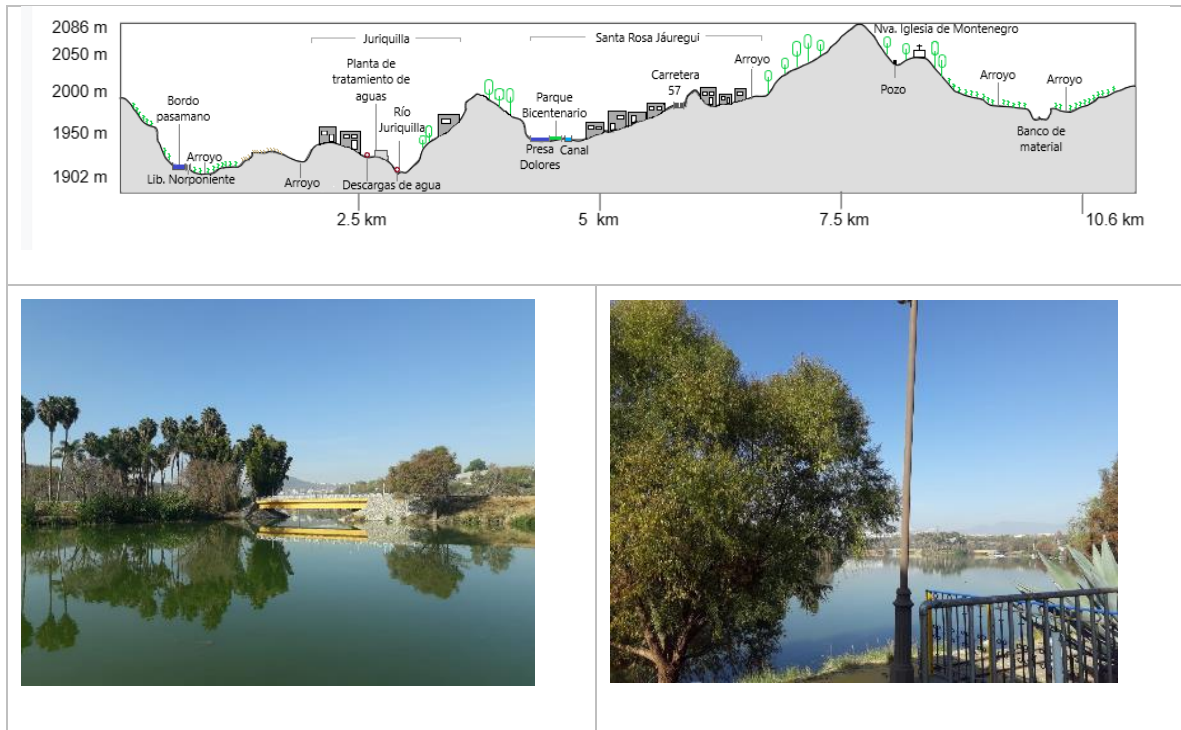 2086 m
2050 m
2000 m
1950 m
1902 m
Juriquilla
Santa Rosa Jáuregui
Nva. Iglesia de Montenegro
Planta de
tratamiento de
aguas
Bordo
pasamano
Río
Juriquilla
Parque
Bicentenario
Carretera
57
Arroyo
Pozo
Arroyo
Arroyo
Arroyo
Lib. Norponiente
Arroyo
Descargas de agua
Presa
Dolores
Canal
Banco de
material
2.5 km
5 km
7.5 km
10.6 km